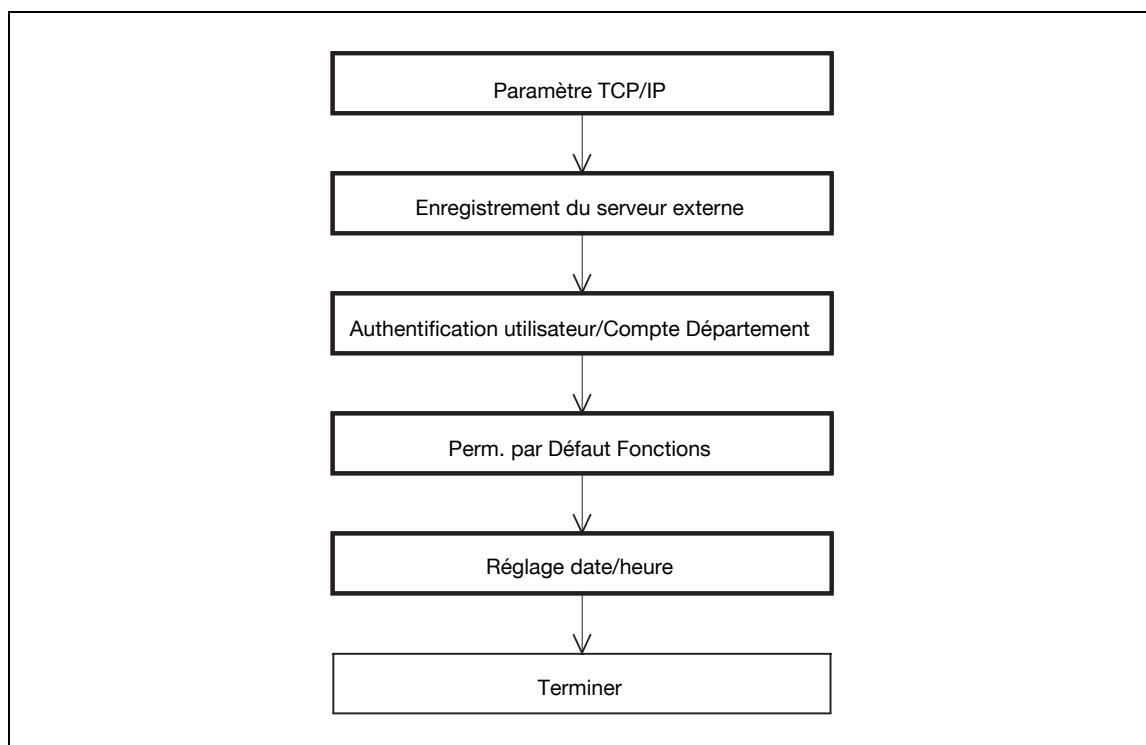 Paramètre TCP/IP
Enregistrement du serveur externe
Authentification utilisateur/Compte Département
Perm. par Défaut Fonctions
Réglage date/heure
Terminer